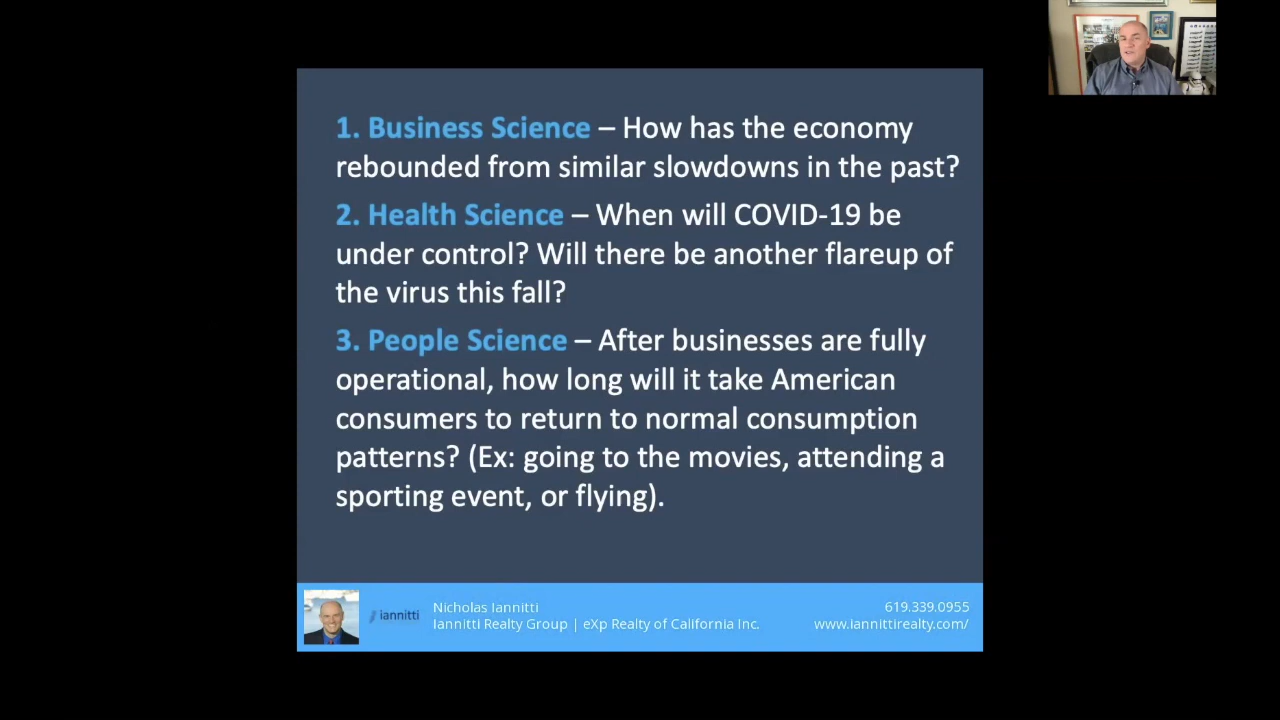 1. Business Science – How has the economy
rebounded from similar slowdowns in the past?
2. Health Science – When will COVID-19 be
under control? Will there be another flareup of
the virus this fall?
3. People Science – After businesses are fully
operational, how long will it take American
consumers to return to normal consumption
patterns? (Ex: going to the movies, attending a
sporting event, or flying).
iannitti
Nicholas Iannitti
Iannitti Realty Group | eXp Realty of California Inc.
619.339.0955
www.iannittirealty.com/